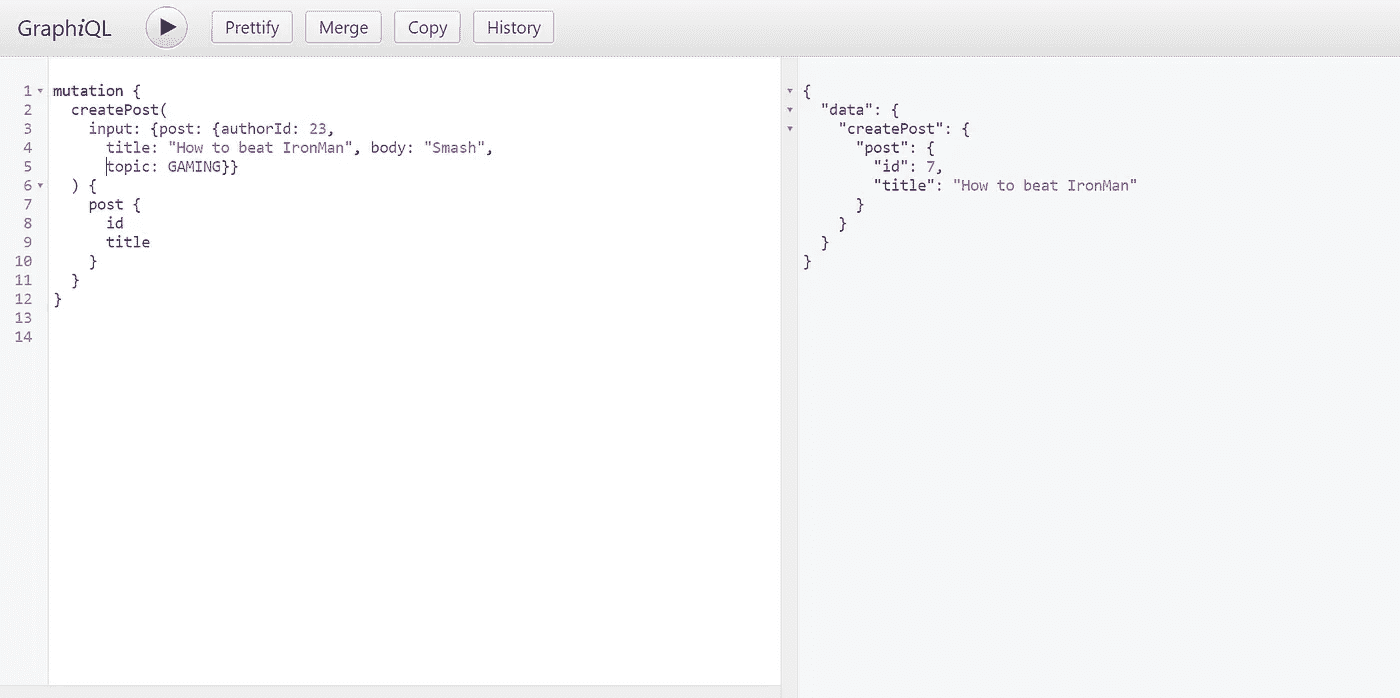 GraphiQL Prettify Merge Copy History
1 mutation {
2 createPost(
3 input: {post: {authorId: 23,
4 title: "How to beat IronMan", body: "Smash",
5 topic: GAMING}}
6 ) {
7 post {
8 id
9 title
10 }
11 }
12 }
13
14
{
"data": {
"createPost": {
"post": {
"id": 7,
"title": "How to beat IronMan"
}
}
}
}